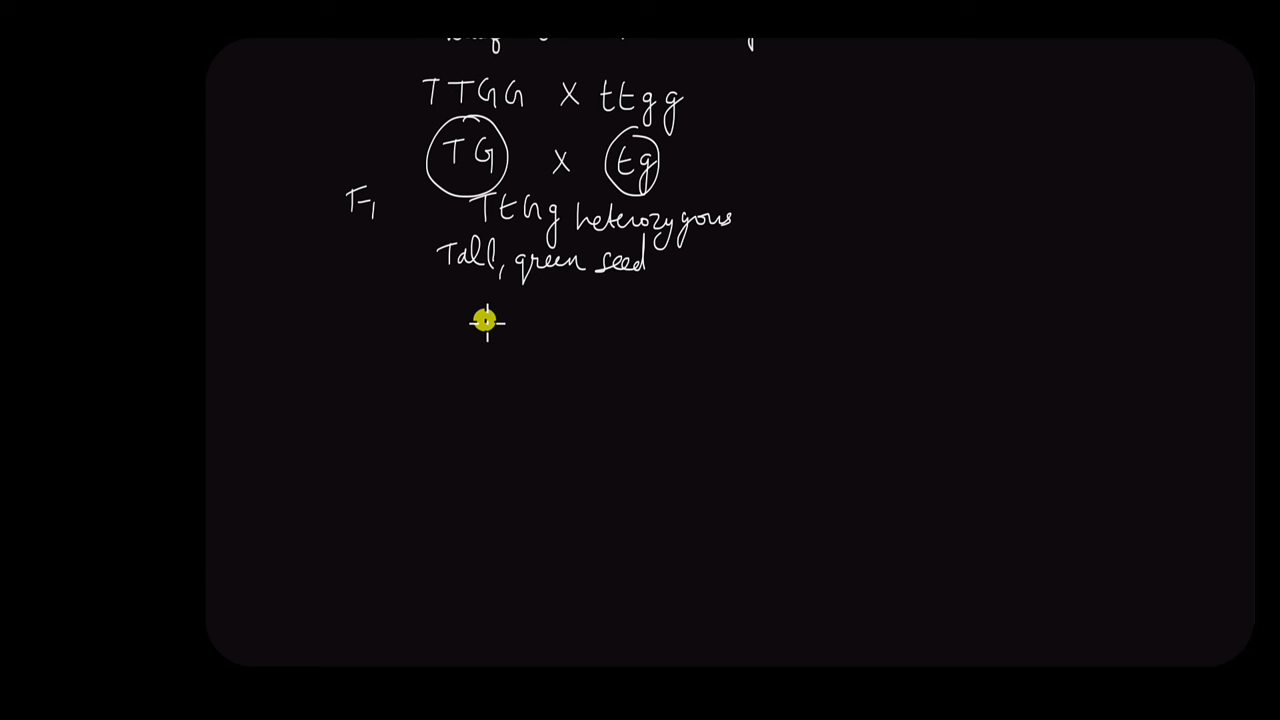 TTGG X ttgg
TG X tg
F1 TtGg heterozygous
Tall, green seed